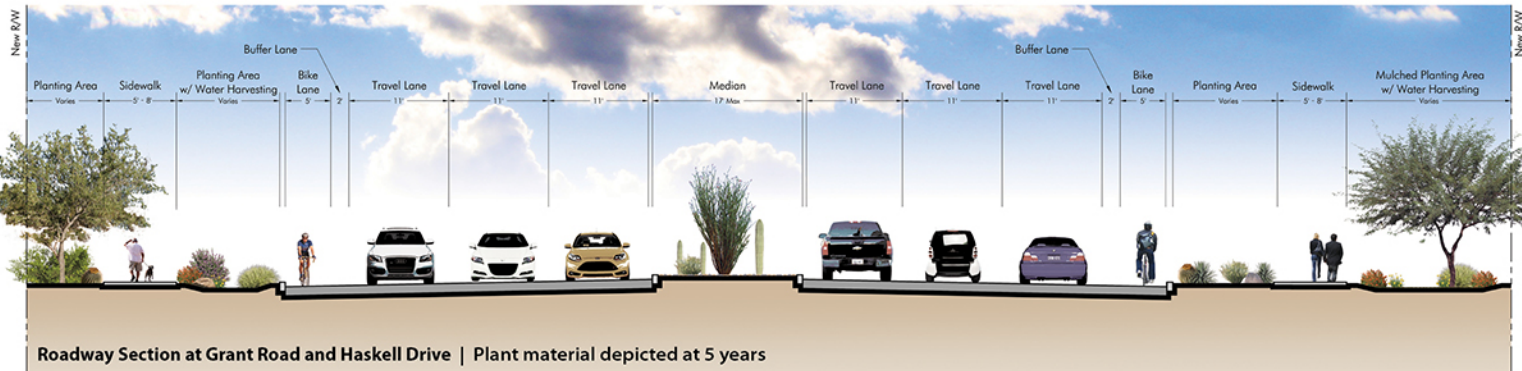 New R/W
Buffer Lane
Buffer Lane
New R/W
Planting Area
Varies
Sidewalk
5' - 8'
Planting Area
w/ Water Harvesting
Varies
Bike
Lane
5'
2'
Travel Lane
11'
Travel Lane
11'
Travel Lane
11'
Median
17' Max
Travel Lane
11'
Travel Lane
11'
Travel Lane
11'
2'
Bike
Lane
5'
Planting Area
Varies
Sidewalk
5' - 8'
Mulched Planting Area
w/ Water Harvesting
Varies
Roadway Section at Grant Road and Haskell Drive | Plant material depicted at 5 years